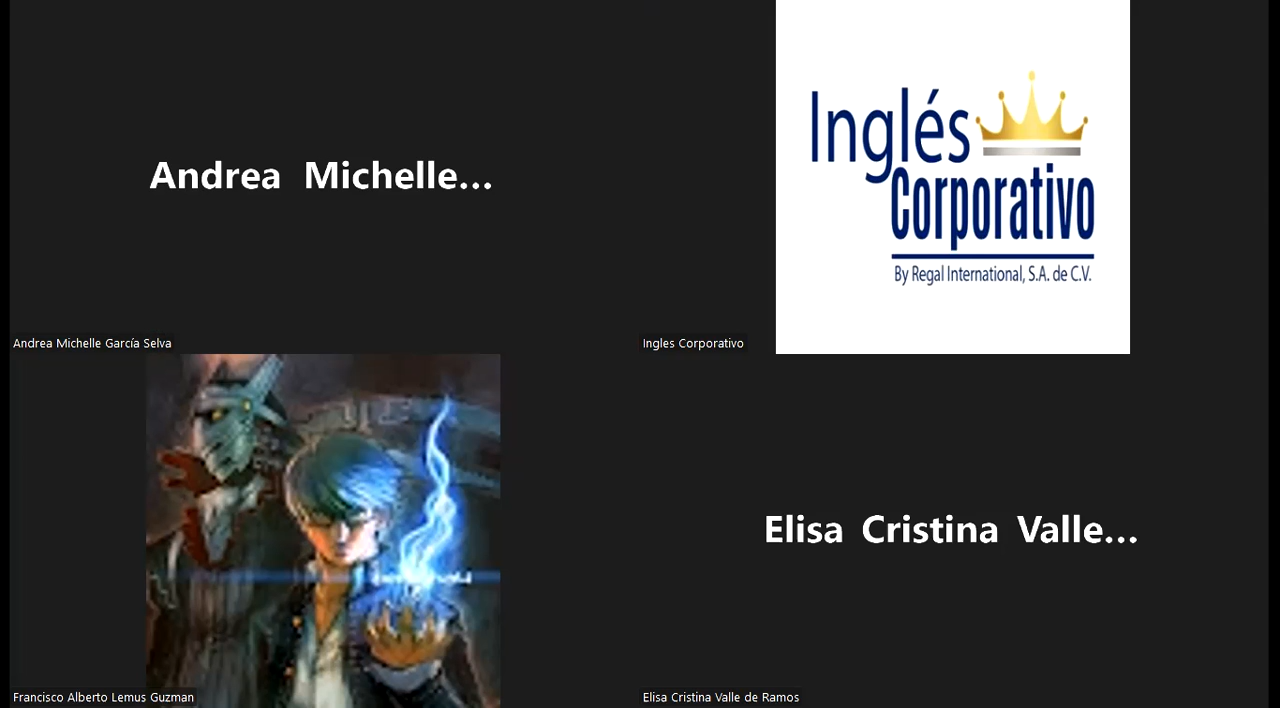 Andrea Michelle...
Andrea Michelle García Selva
Inglés
Corporativo
By Regal International, S.A. de C.V.
Ingles Corporativo
Francisco Alberto Lemus Guzman
Elisa Cristina Valle...
Elisa Cristina Valle de Ramos